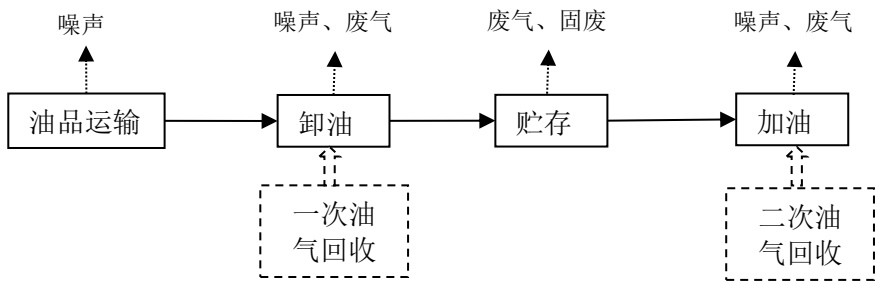 噪声
噪声、废气
废气、固废
噪声、废气
油品运输
卸油
贮存
加油
一次油
气回收
二次油
气回收